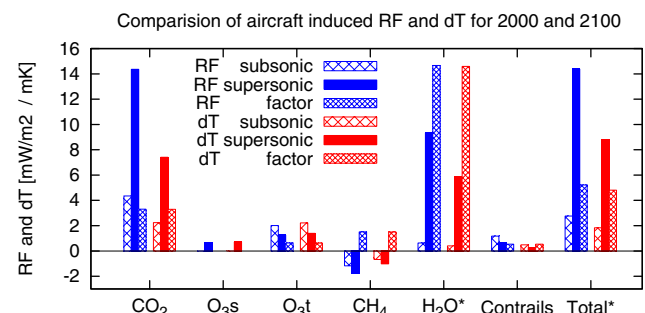 Comparision of aircraft induced RF and dT for 2000 and 2100
RF and dT [mW/m2 / mK]
16
14
12
10
8
6
4
2
0
-2
RF subsonic
RF supersonic
RF factor
dT subsonic
dT supersonic
dT factor
CO2 O3s O3t CH4 H2O* Contrails Total*